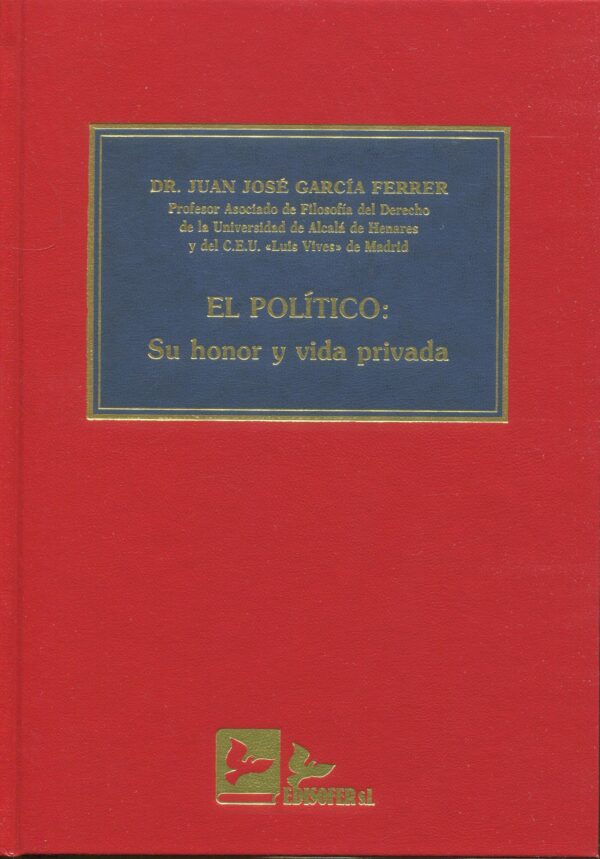 DR. JUAN JOSÉ GARCÍA FERRER
Profesor Asociado de Filosofía del Derecho
de la Universidad de Alcalá de Henares
y del C.E.U. «Luis Vives» de Madrid
EL POLÍTICO:
Su honor y vida privada
EDISOFER s.l.